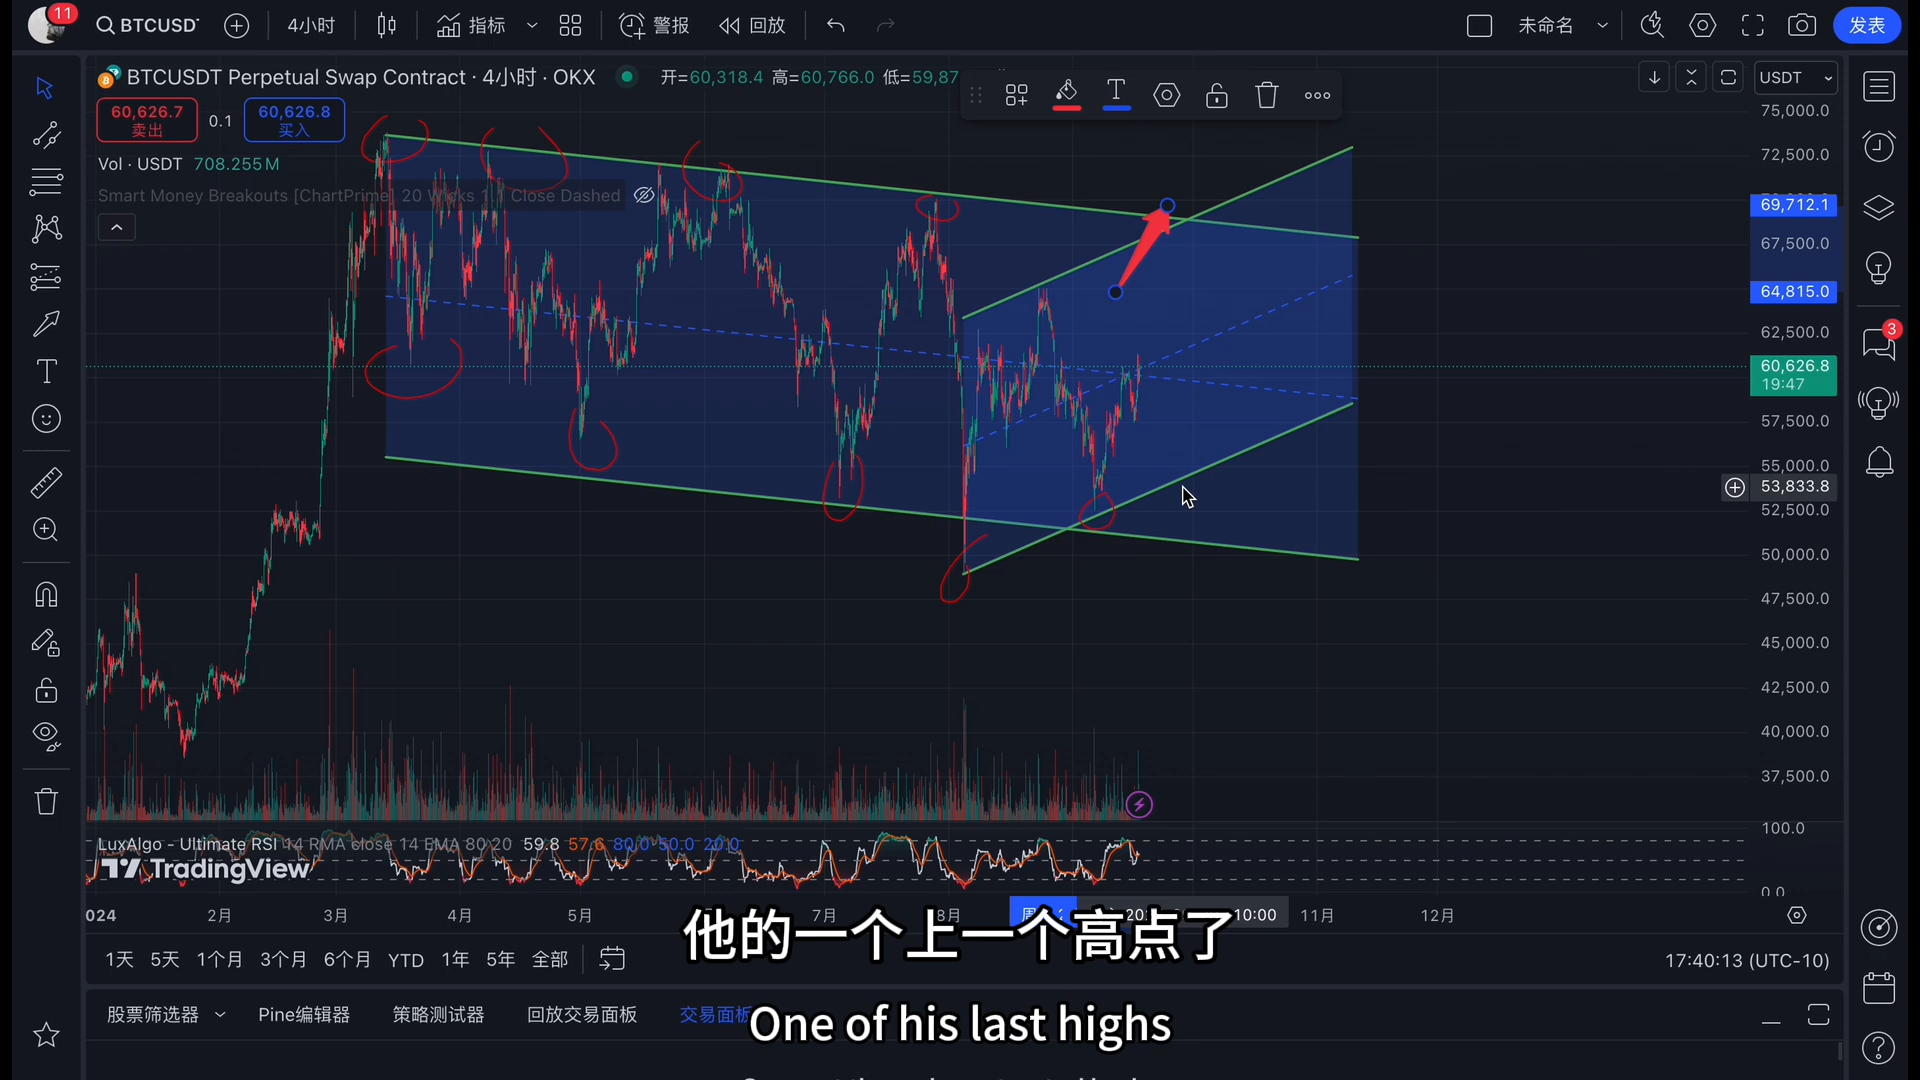 11
BTCUSDT
4小时
指标
警报
回放
未命名
发表
BTCUSDT Perpetual Swap Contract · 4小时 · OKX
开=60,318.4 高=60,766.0 低=59,87
USDT
60,626.7
卖出
0.1
60,626.8
买入
Vol · USDT 708.255M
Smart Money Breakouts [ChartPrime] 20 Wicks 1 1 Close Dashed
75,000.0
72,500.0
69,712.1
67,500.0
64,815.0
62,500.0
60,626.8
19:47
57,500.0
55,000.0
53,833.8
52,500.0
50,000.0
47,500.0
45,000.0
42,500.0
40,000.0
37,500.0
3
LuxAlgo - Ultimate RSI 14 RMA close 14 EMA 80 20 59.8 57.6 80.0 50.0 20.0
100.0
0.0
TradingView
024
2月
3月
4月
5月
7月
8月
10:00
11月
12月
他的一个上一个高点了
1天 5天 1个月 3个月 6个月 YTD 1年 5年 全部
17:40:13 (UTC-10)
股票筛选器
Pine编辑器
策略测试器
回放交易面板
交易面板
One of his last highs